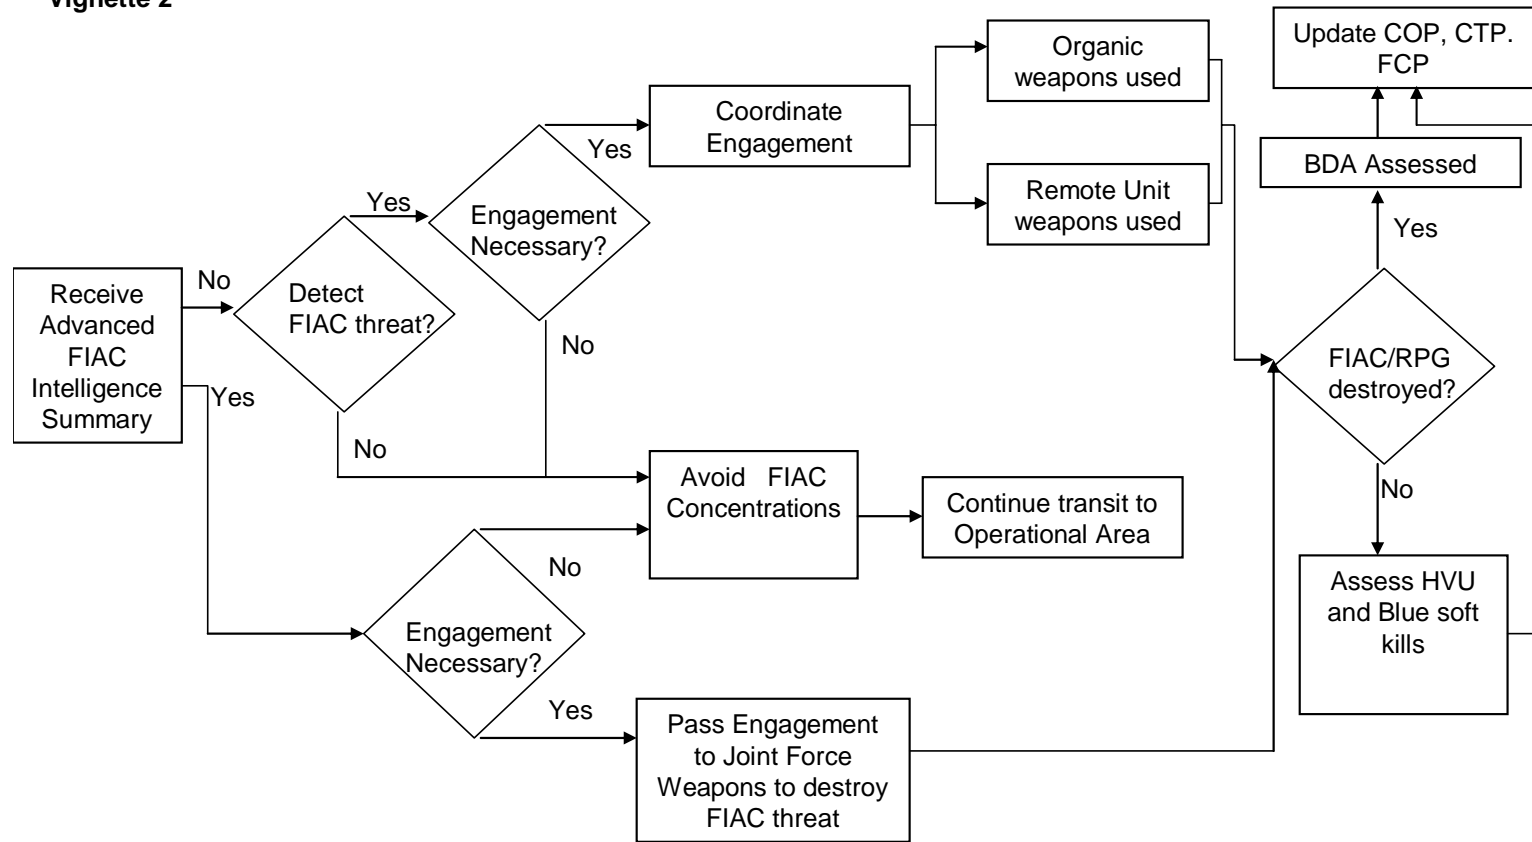 Vignette 2
Receive
Advanced
FIAC
Intelligence
Summary
No
Yes
Detect
FIAC threat?
Yes
No
Engagement
Necessary?
Yes
No
Coordinate
Engagement
Organic
weapons used
Remote Unit
weapons used
Avoid FIAC
Concentrations
Continue transit to
Operational Area
Engagement
Necessary?
No
Yes
Pass Engagement
to Joint Force
Weapons to destroy
FIAC threat
Update COP, CTP.
FCP
BDA Assessed
Yes
FIAC/RPG
destroyed?
No
Assess HVU
and Blue soft
kills